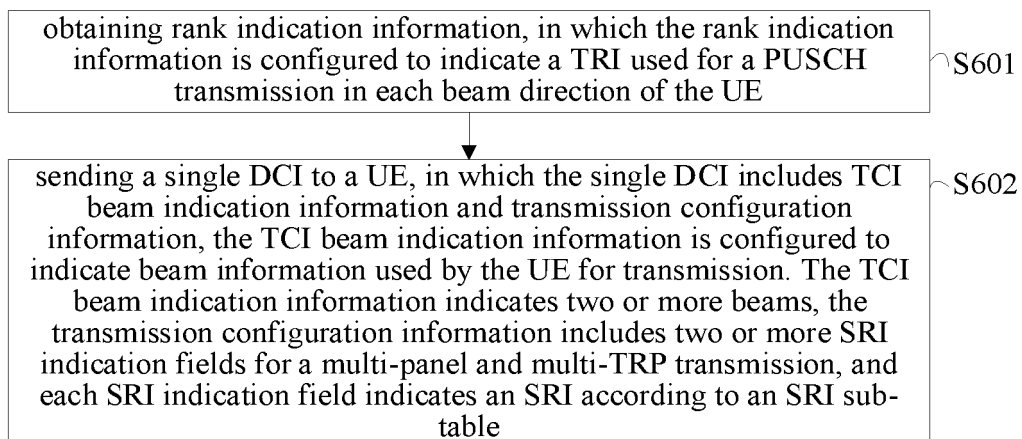 obtaining rank indication information, in which the rank indication
information is configured to indicate a TRI used for a PUSCH
transmission in each beam direction of the UE
S601
sending a single DCI to a UE, in which the single DCI includes TCI
beam indication information and transmission configuration
information, the TCI beam indication information is configured to
indicate beam information used by the UE for transmission. The TCI
beam indication information indicates two or more beams, the
transmission configuration information includes two or more SRI
indication fields for a multi-panel and multi-TRP transmission, and
each SRI indication field indicates an SRI according to an SRI sub-
table
S602